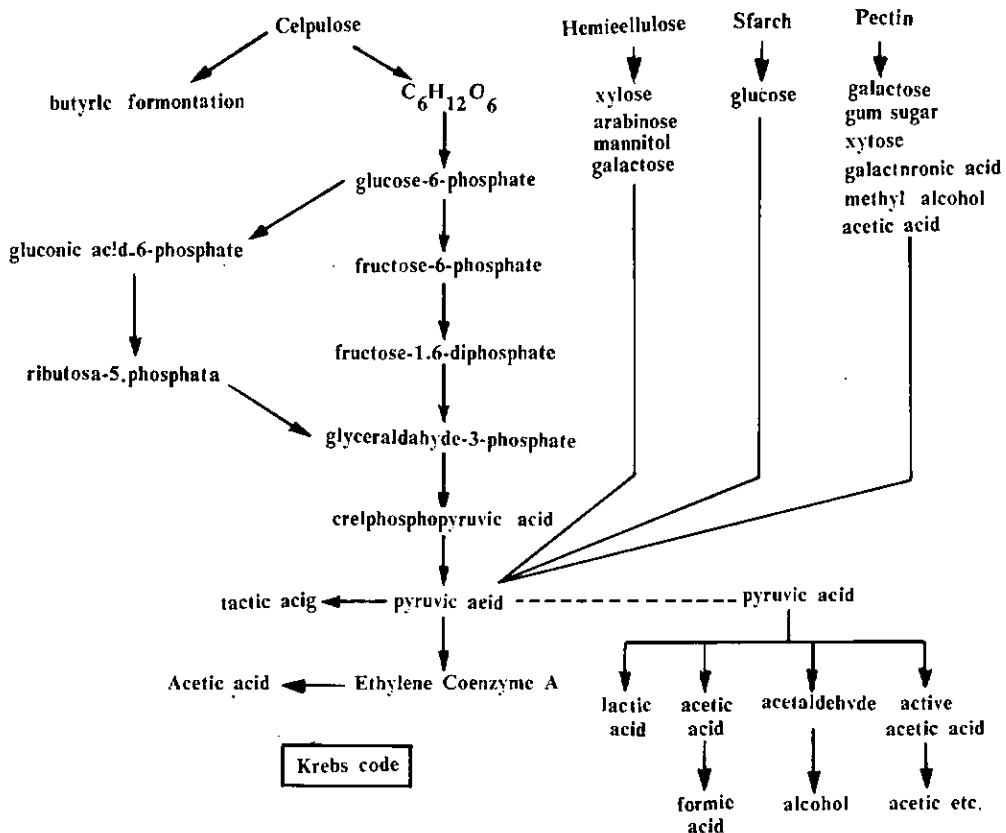 Celpulose
Hemieellulose
Sfarch
Pectin
butyrlc formontation
C6H12O6
xylose
arabinose
mannitol
galactose
glucose
galactose
gum sugar
xytose
galactnronic acid
methyl alcohol
acetic acid
glucose-6-phosphate
gluconic ac!d-6-phosphate
fructose-6-phosphate
fructose-1.6-diphosphate
ributosa-5.phosphata
glyceraldahyde-3-phosphate
crelphosphopyruvic acid
tactic acig
pyruvic aeid
pyruvic acid
Acetic acid
Ethylene Coenzyme A
lactic
acid
acetic
acid
acetaldehvde
active
acetic acid
Krebs code
formic
acid
alcohol
acetic etc.